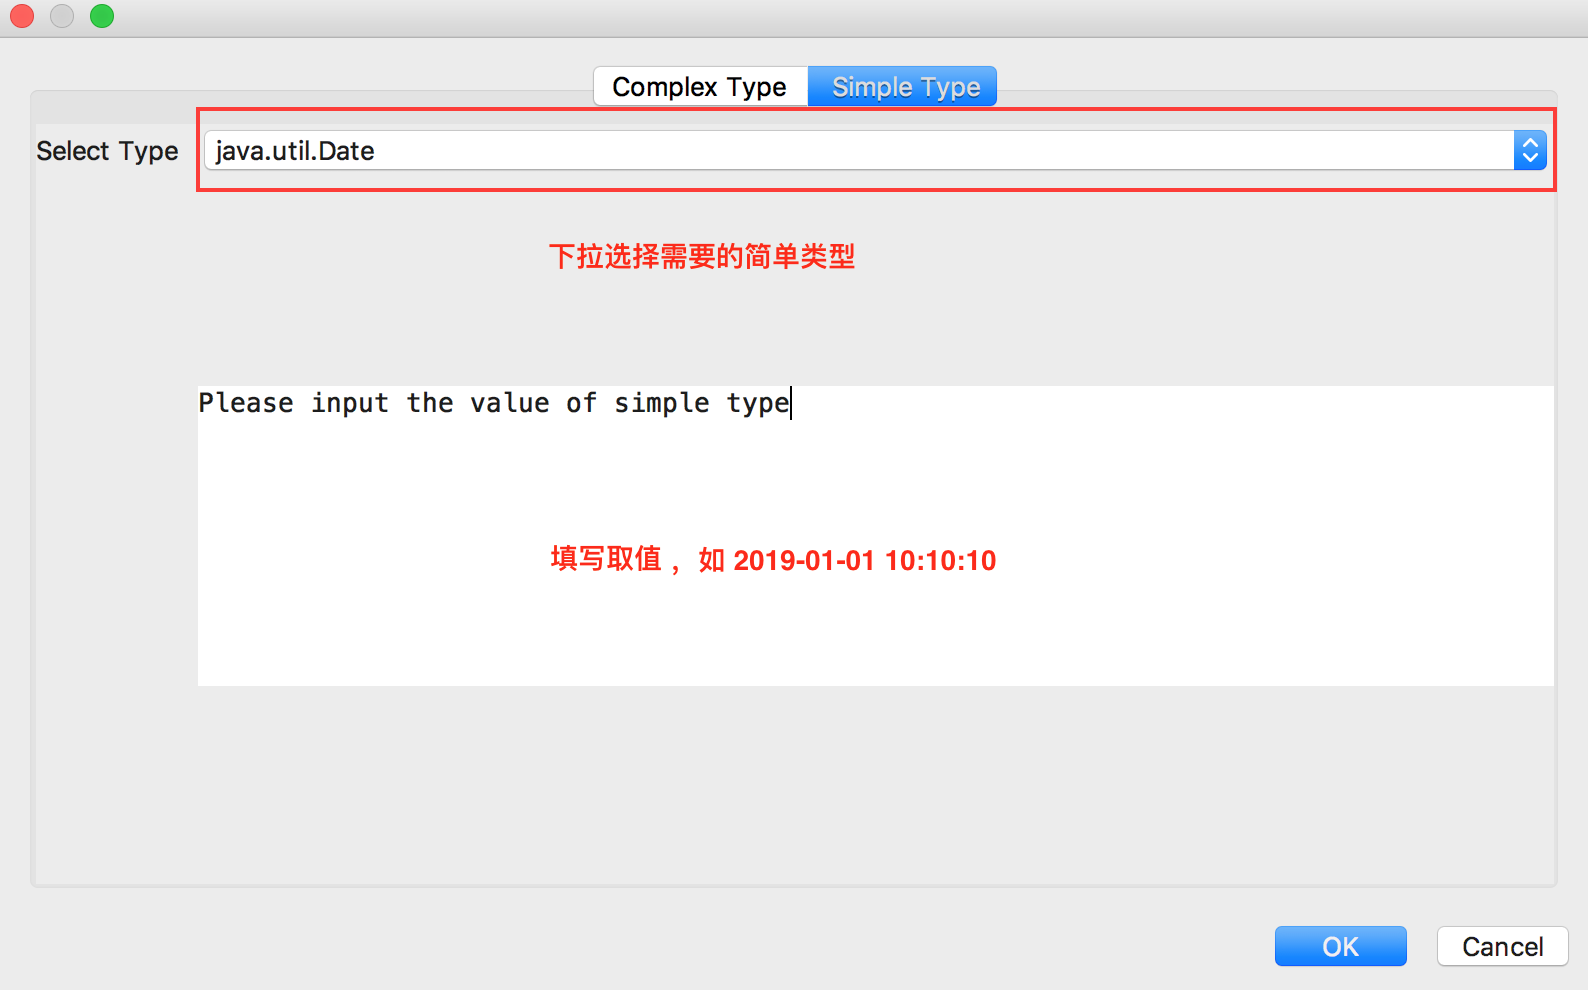 Complex Type Simple Type
Select Type java.util.Date
下拉选择需要的简单类型
Please input the value of simple type
填写取值，如 2019-01-01 10:10:10
OK Cancel